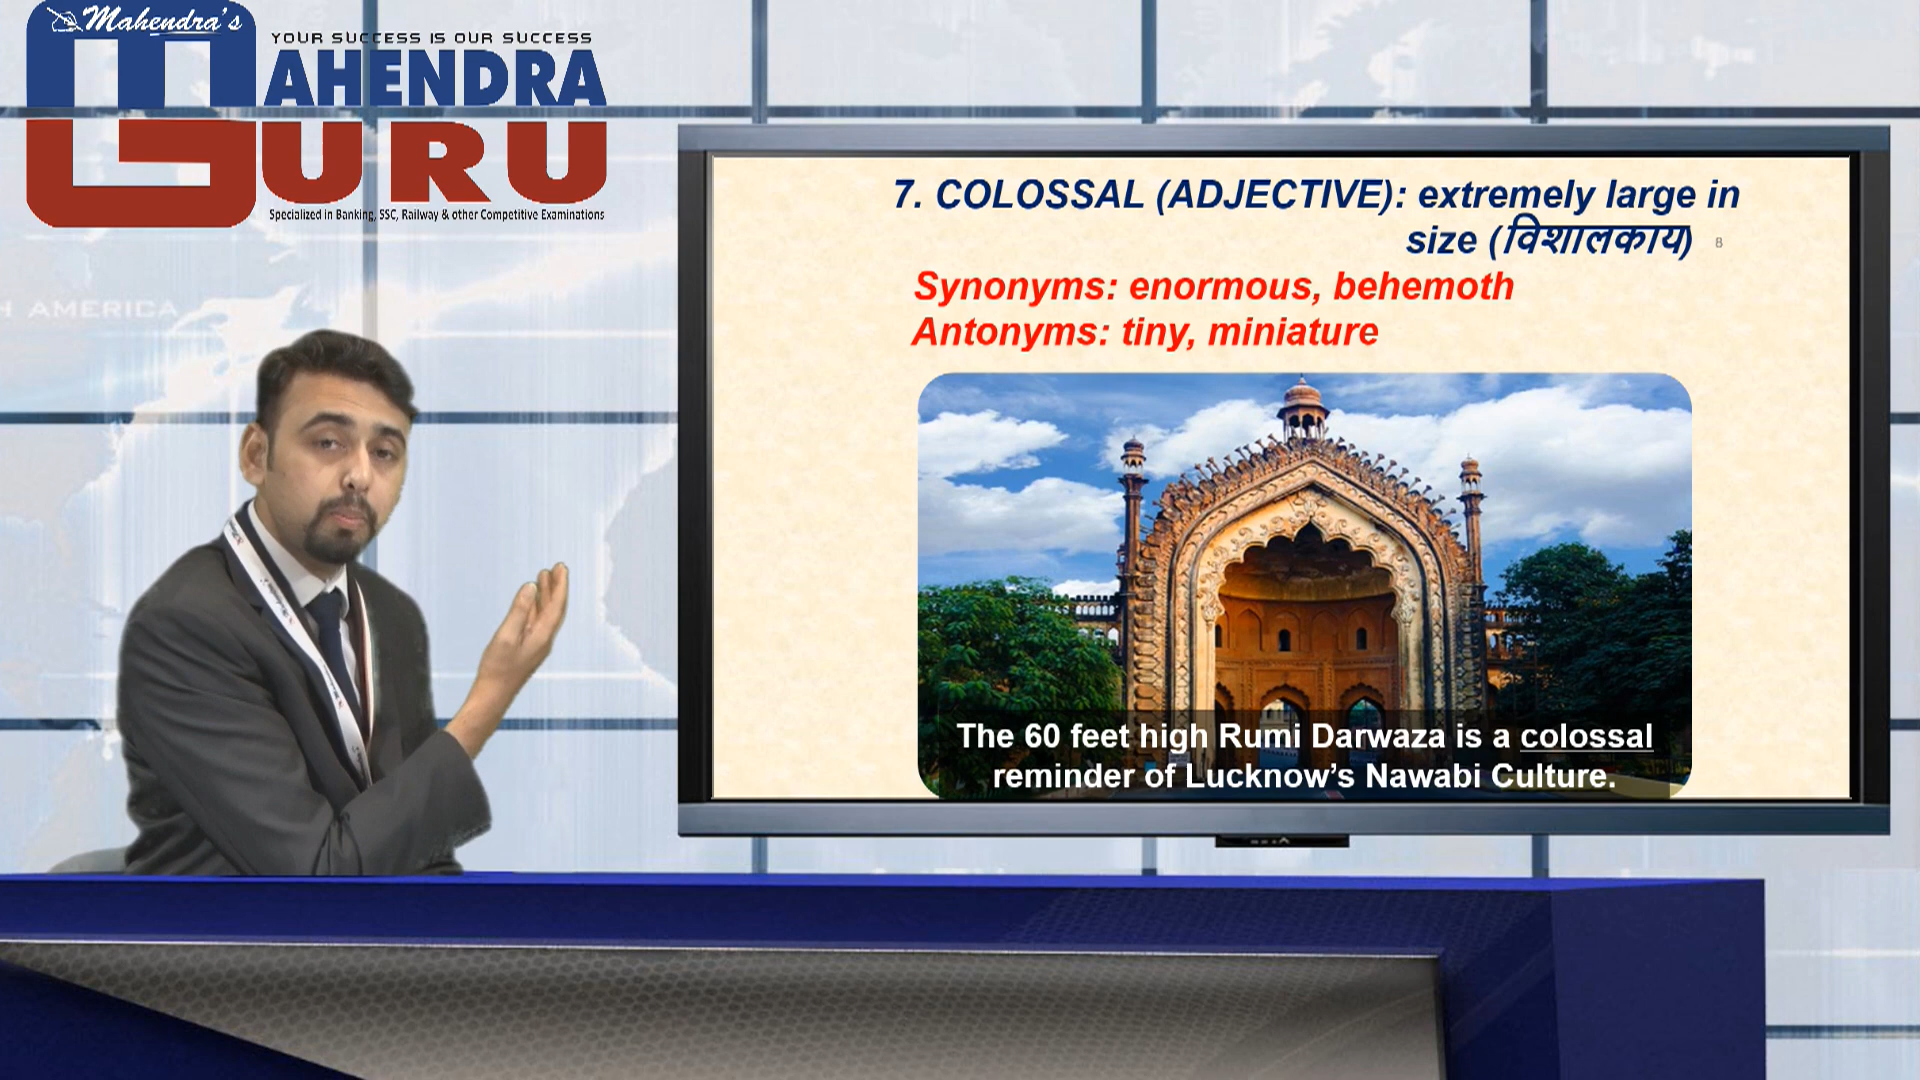 Mahendra's
YOUR SUCCESS IS OUR SUCCESS
MAHENDRA
GURU
Specialized in Banking, SSC, Railway & other Competitive Examinations
H AMERICA
7. COLOSSAL (ADJECTIVE): extremely large in
size (विशालकाय)
8
Synonyms: enormous, behemoth
Antonyms: tiny, miniature
The 60 feet high Rumi Darwaza is a colossal
reminder of Lucknow's Nawabi Culture.